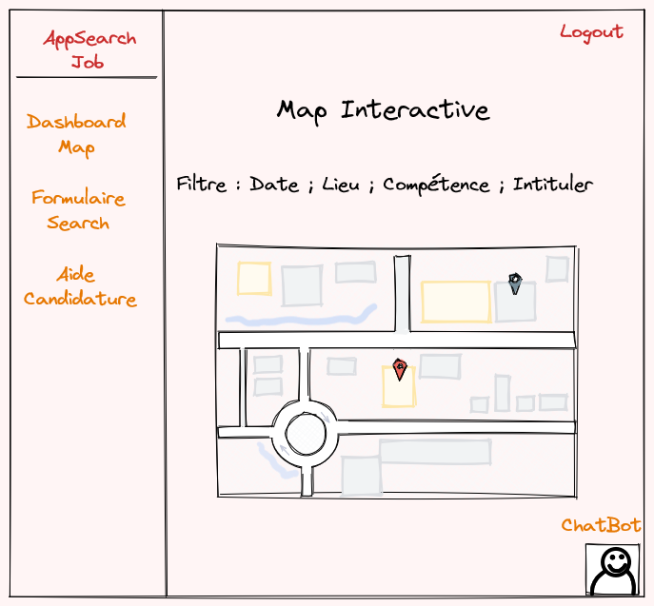 AppSearch
Job
Logout
Dashboard
Map
Formulaire
Search
Aide
Candidature
Map Interactive
Filtre : Date ; Lieu ; Compétence ; Intituler
ChatBot